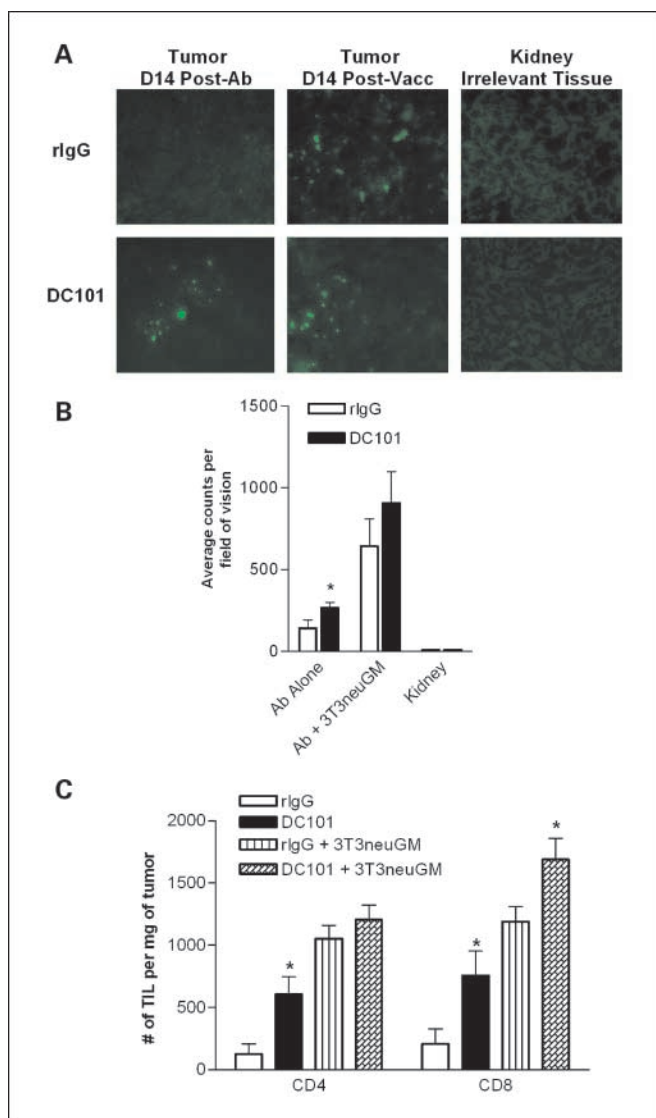 A
Tumor
D14 Post-Ab
Tumor
D14 Post-Vacc
Kidney
Irrelevant Tissue
rIgG
DC101
B
rIgG
DC101
Average counts per
field of vision
1500
1000
500
0
*
Ab Alone
Ab + 3T3neuGM
Kidney
C
rIgG
DC101
rIgG + 3T3neuGM
DC101 + 3T3neuGM
# of TIL per mg of tumor
2000
1500
1000
500
0
*
*
*
CD4
CD8